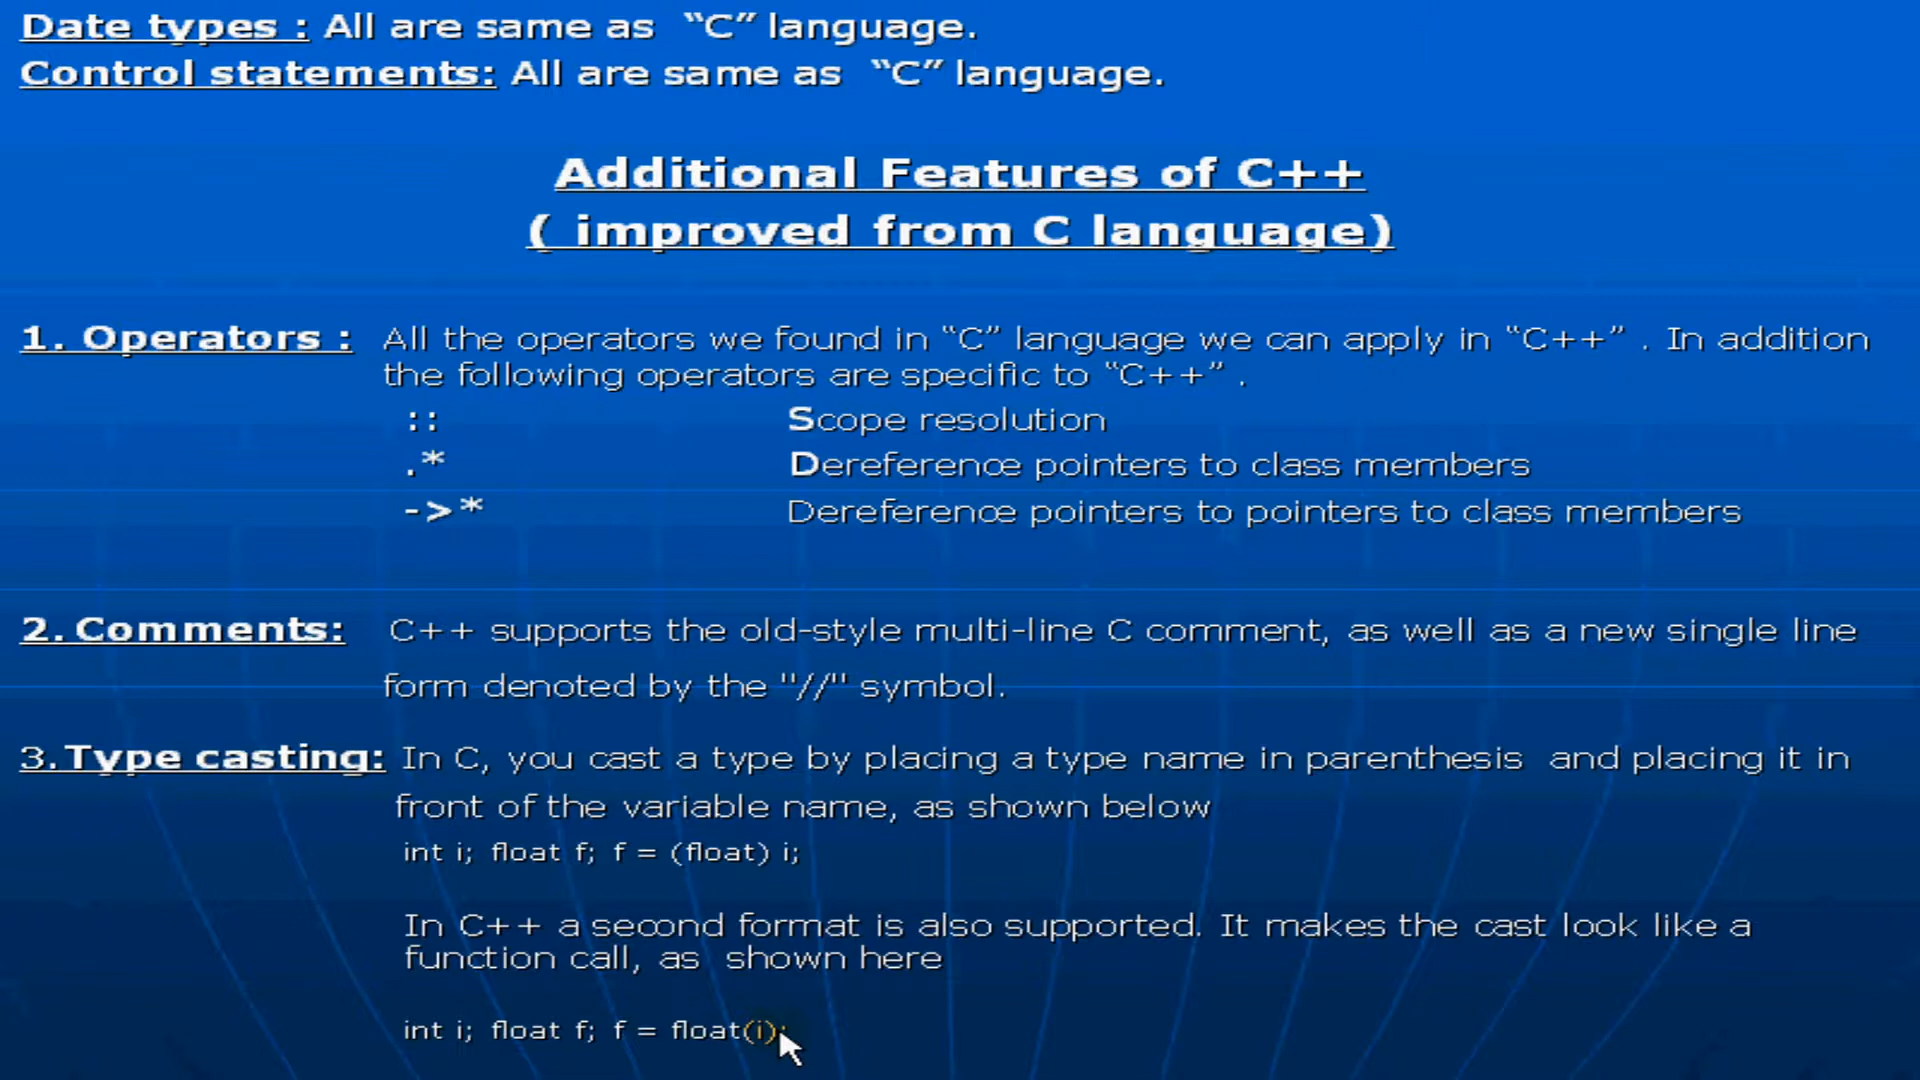 Date types : All are same as “C” language.
Control statements: All are same as “C” language.
Additional Features of C++
( improved from C language)
1. Operators : All the operators we found in “C” language we can apply in “C++” . In addition
the following operators are specific to “C++” .
:: Scope resolution
.* Dereference pointers to class members
->* Dereference pointers to pointers to class members
2. Comments: C++ supports the old-style multi-line C comment, as well as a new single line
form denoted by the "//" symbol.
3.Type casting: In C, you cast a type by placing a type name in parenthesis and placing it in
front of the variable name, as shown below
int i; float f; f = (float) i;
In C++ a second format is also supported. It makes the cast look like a
function call, as shown here
int i; float f; f = float(i);